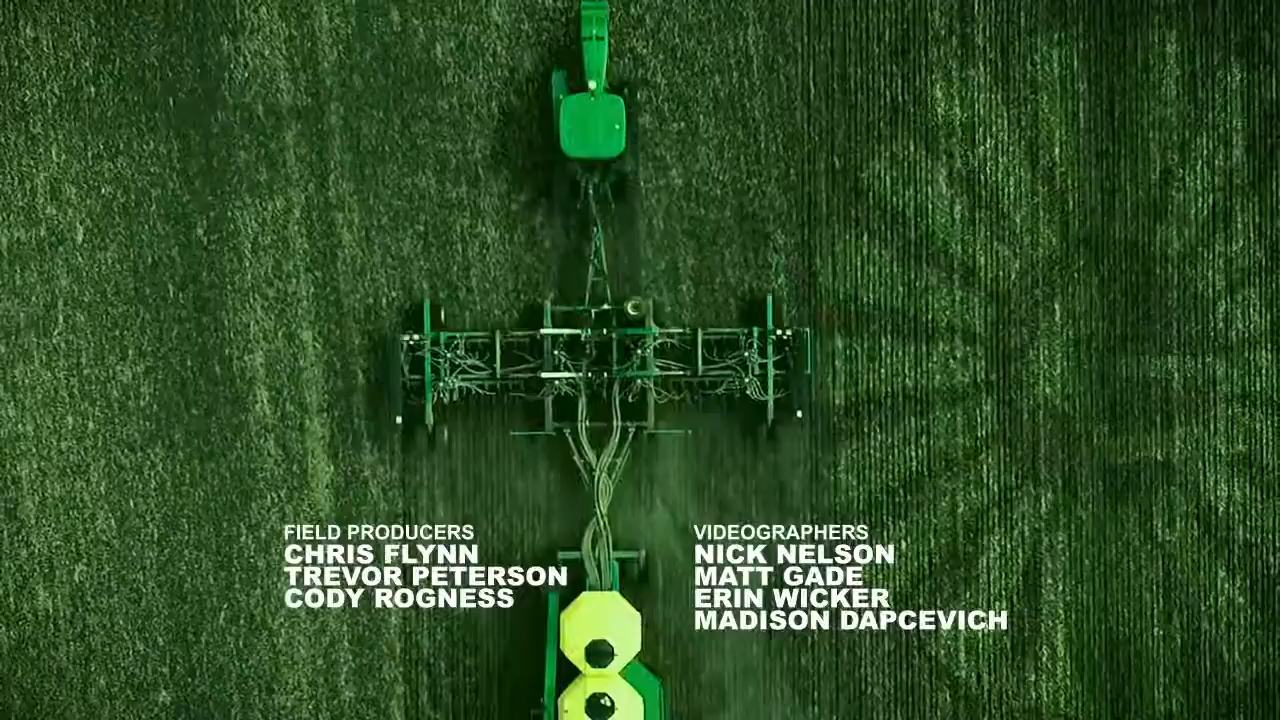 FIELD PRODUCERS
CHRIS FLYNN
TREVOR PETERSON
CODY ROGNESS
VIDEOGRAPHERS
NICK NELSON
MATT GADE
ERIN WICKER
MADISON DAPCEVICH